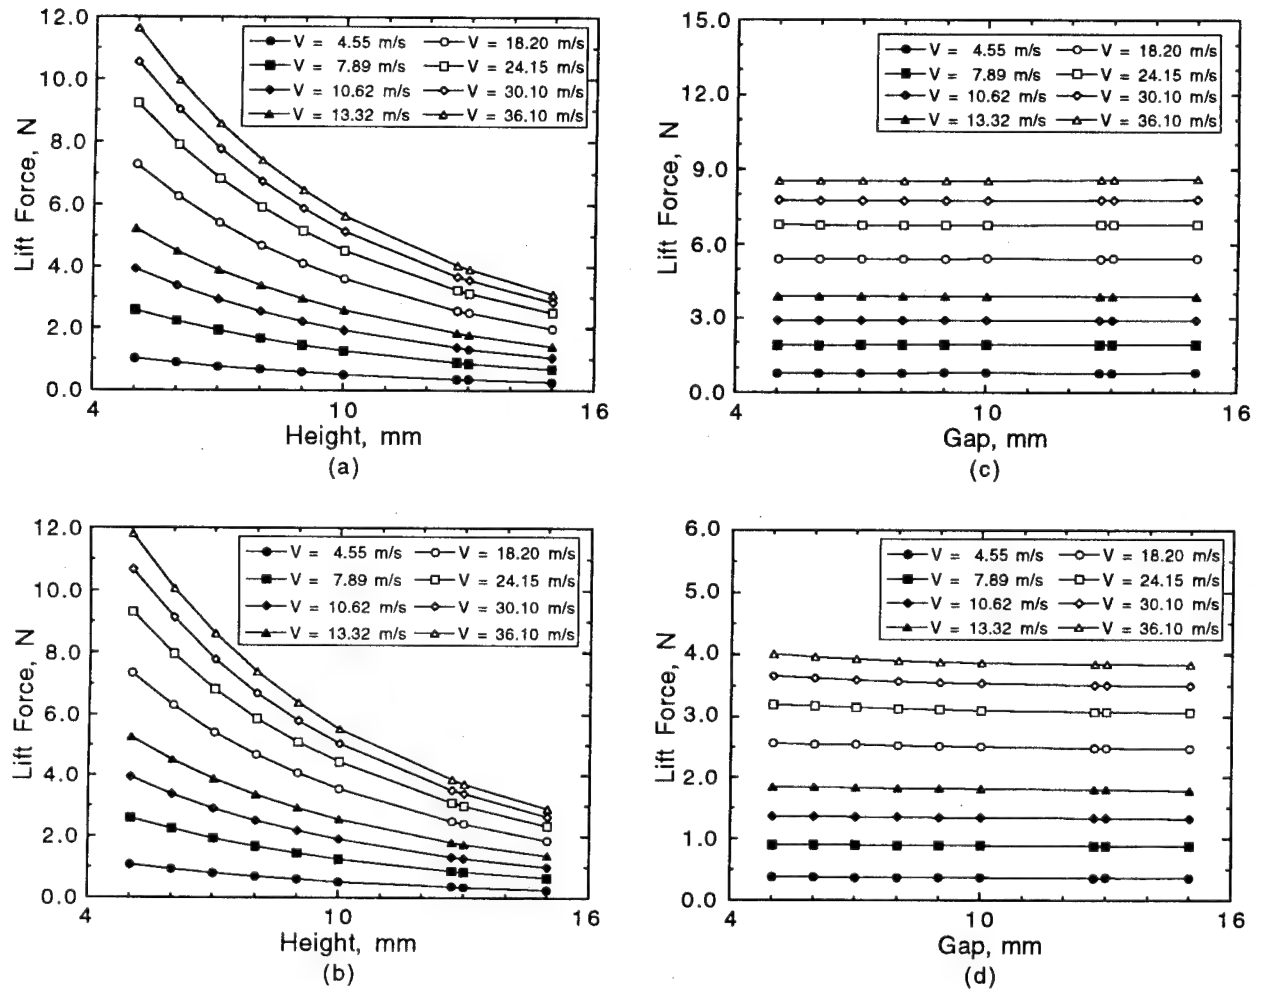 12.0
10.0
8.0
6.0
4.0
2.0
0.0
Lift Force, N
V = 4.55 m/s
V = 18.20 m/s
V = 7.89 m/s
V = 24.15 m/s
V = 10.62 m/s
V = 30.10 m/s
V = 13.32 m/s
V = 36.10 m/s
4
10
16
Height, mm
(a)
15.0
12.0
9.0
6.0
3.0
0.0
Lift Force, N
V = 4.55 m/s
V = 18.20 m/s
V = 7.89 m/s
V = 24.15 m/s
V = 10.62 m/s
V = 30.10 m/s
V = 13.32 m/s
V = 36.10 m/s
4
10
16
Gap, mm
(c)
12.0
10.0
8.0
6.0
4.0
2.0
0.0
Lift Force, N
V = 4.55 m/s
V = 18.20 m/s
V = 7.89 m/s
V = 24.15 m/s
V = 10.62 m/s
V = 30.10 m/s
V = 13.32 m/s
V = 36.10 m/s
4
10
16
Height, mm
(b)
6.0
5.0
4.0
3.0
2.0
1.0
0.0
Lift Force, N
V = 4.55 m/s
V = 18.20 m/s
V = 7.89 m/s
V = 24.15 m/s
V = 10.62 m/s
V = 30.10 m/s
V = 13.32 m/s
V = 36.10 m/s
4
10
16
Gap, mm
(d)